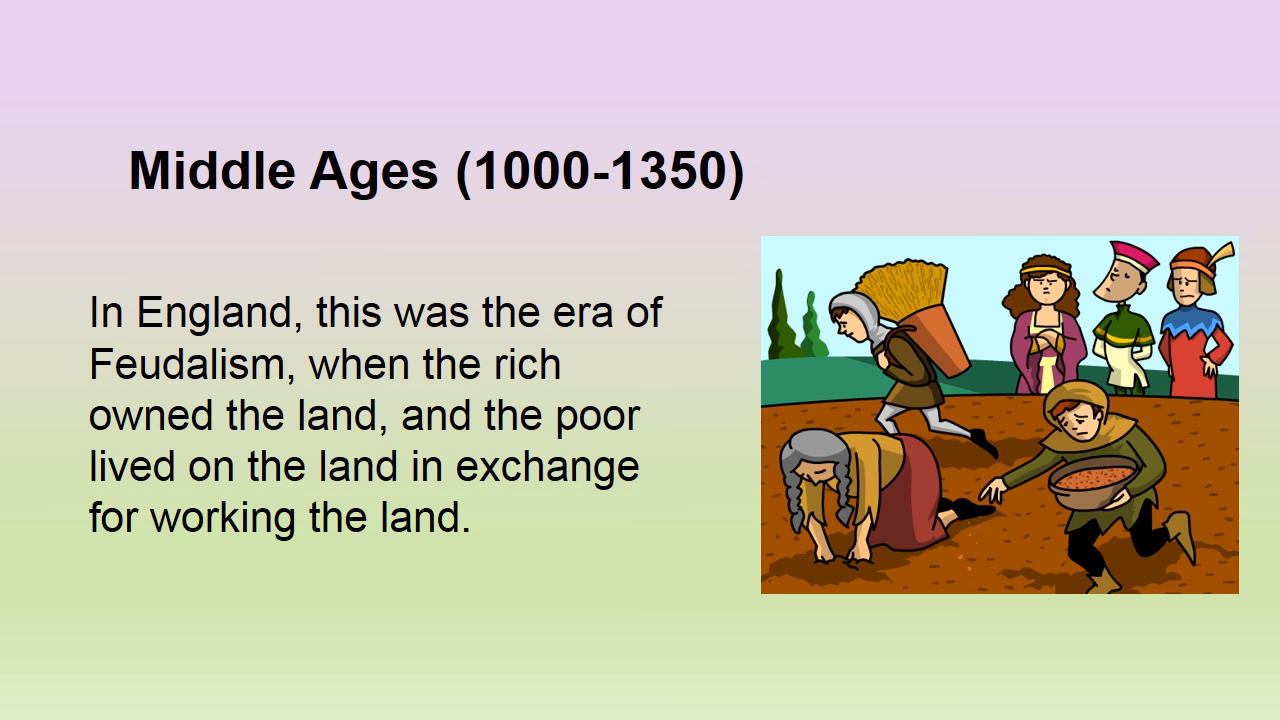 Middle Ages (1000-1350)
In England, this was the era of
Feudalism, when the rich
owned the land, and the poor
lived on the land in exchange
for working the land.